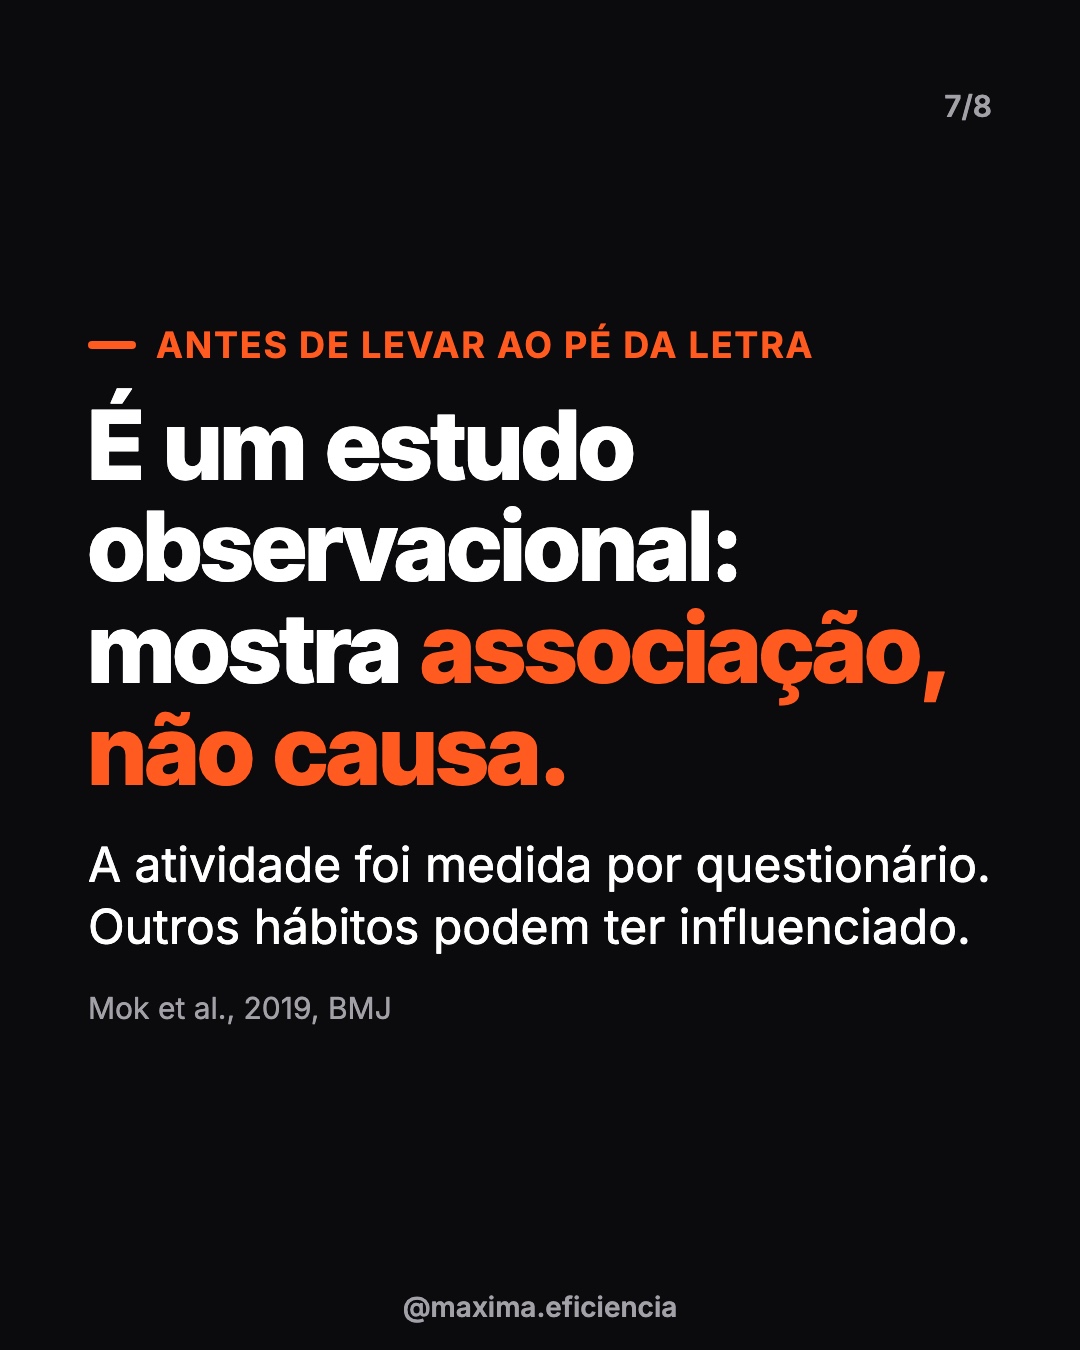 7/8
ANTES DE LEVAR AO PÉ DA LETRA
É um estudo
observacional:
mostra associação,
não causa.
A atividade foi medida por questionário.
Outros hábitos podem ter influenciado.
Mok et al., 2019, BMJ
@maxima.eficiencia